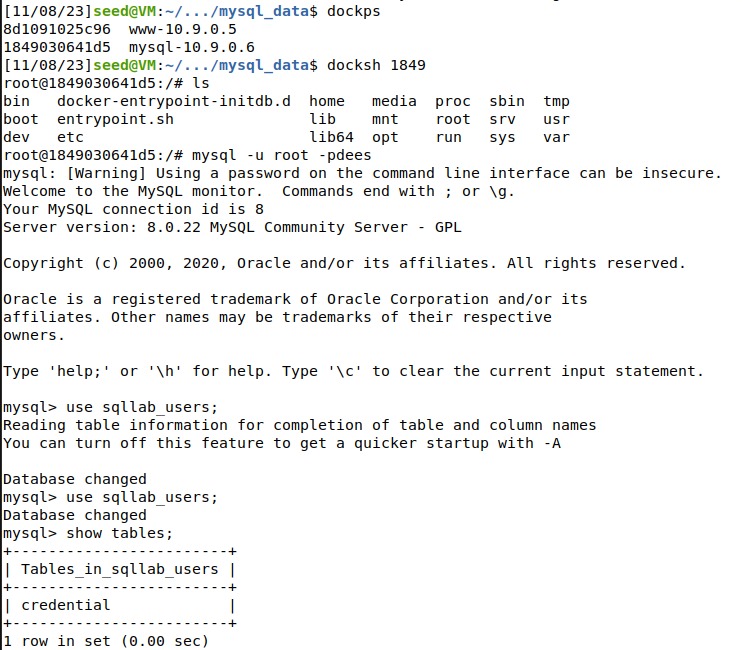 [11/08/23]seed@VM:~/.../mysql_data$ dockps
8d1091025c96  www-10.9.0.5
1849030641d5  mysql-10.9.0.6
[11/08/23]seed@VM:~/.../mysql_data$ docksh 1849
root@1849030641d5:/# ls
bin   docker-entrypoint-initdb.d  home   media  proc  sbin  tmp
boot  entrypoint.sh               lib    mnt    root  srv   usr
dev   etc                         lib64  opt    run   sys   var
root@1849030641d5:/# mysql -u root -pdees
mysql: [Warning] Using a password on the command line interface can be insecure.
Welcome to the MySQL monitor.  Commands end with ; or \g.
Your MySQL connection id is 8
Server version: 8.0.22 MySQL Community Server - GPL

Copyright (c) 2000, 2020, Oracle and/or its affiliates. All rights reserved.

Oracle is a registered trademark of Oracle Corporation and/or its
affiliates. Other names may be trademarks of their respective
owners.

Type 'help;' or '\h' for help. Type '\c' to clear the current input statement.

mysql> use sqllab_users;
Reading table information for completion of table and column names
You can turn off this feature to get a quicker startup with -A

Database changed
mysql> use sqllab_users;
Database changed
mysql> show tables;
+------------------------+
| Tables_in_sqllab_users |
+------------------------+
| credential             |
+------------------------+
1 row in set (0.00 sec)